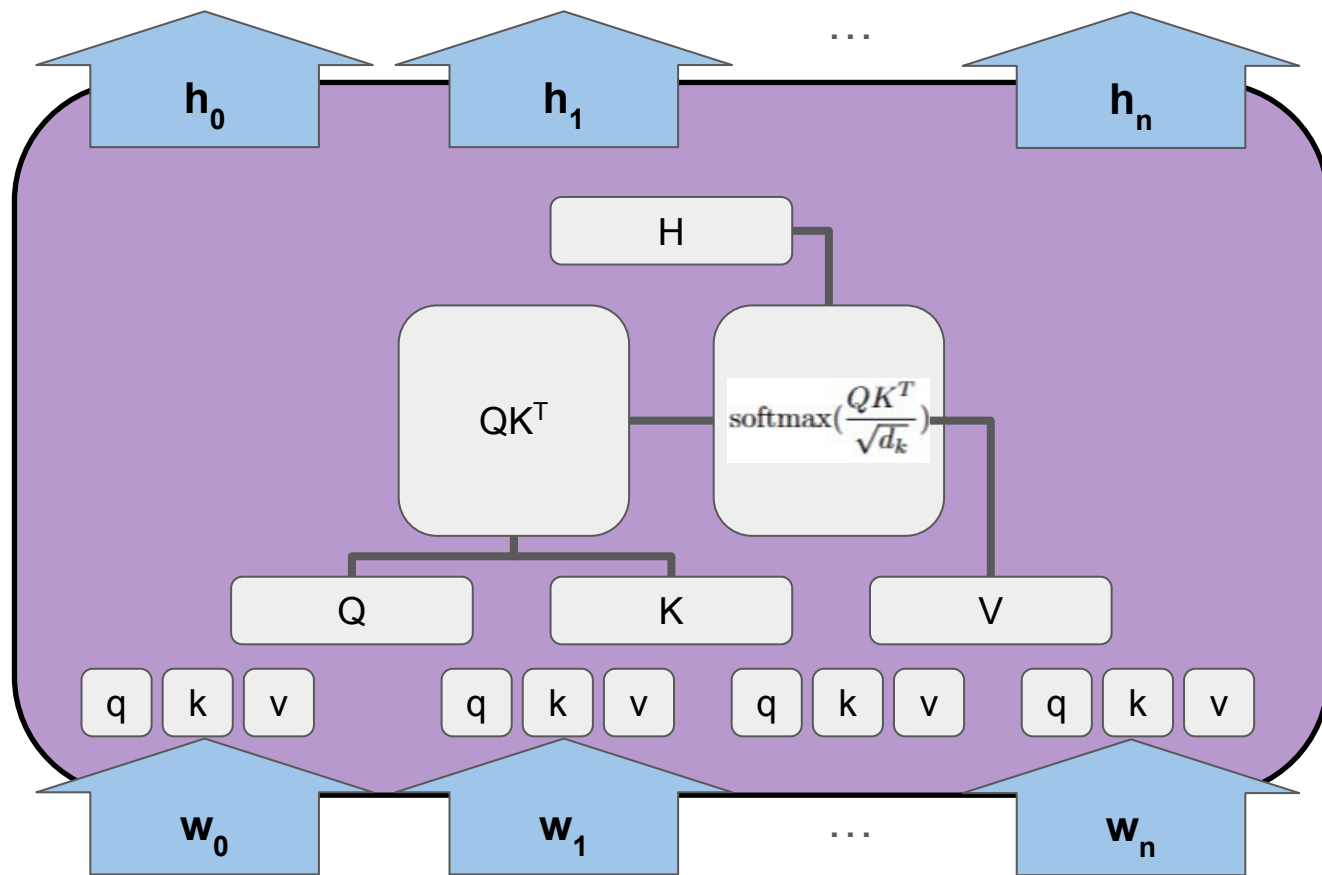 h₀ h₁ ... hₙ
H
QKᵀ softmax(QKᵀ/√dₖ)
Q K V
q k v q k v q k v q k v
w₀ w₁ ... wₙ